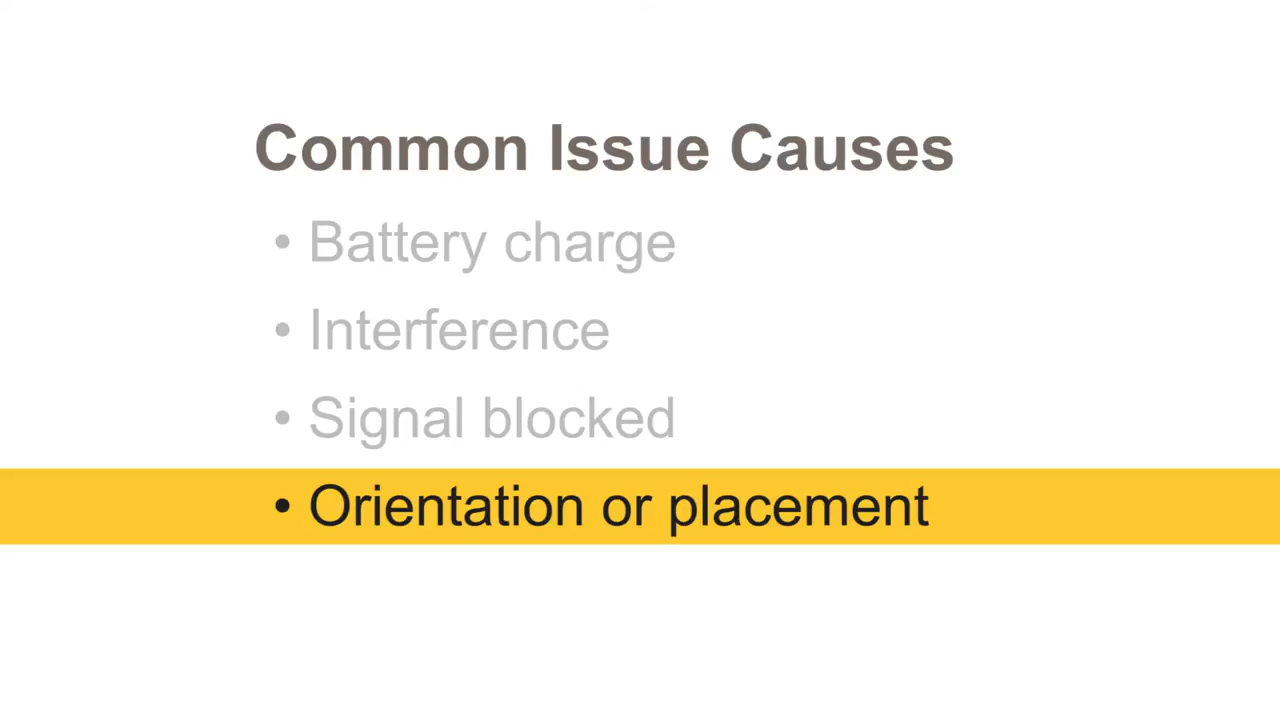 Common Issue Causes
• Battery charge
• Interference
• Signal blocked
• Orientation or placement